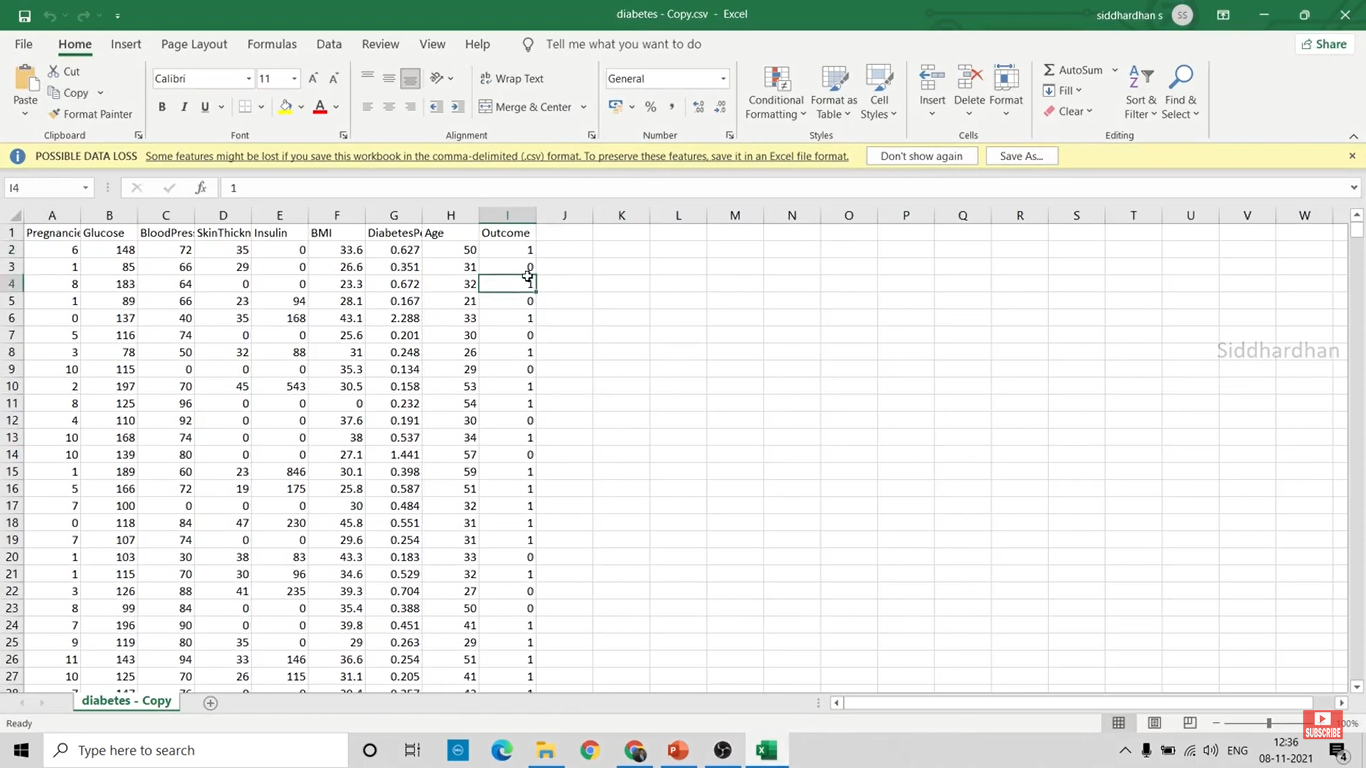 diabetes - Copy.csv - Excel
siddhardhan s
SS
File Home Insert Page Layout Formulas Data Review View Help Tell me what you want to do Share
Paste
Cut
Copy
Format Painter
Clipboard
Calibri 11
B I U
Font
Wrap Text
Merge & Center
Alignment
General
% ,
Number
Conditional Formatting
Format as Table
Cell Styles
Styles
Insert Delete Format
Cells
AutoSum
Fill
Clear
Sort & Filter
Find & Select
Editing
POSSIBLE DATA LOSS Some features might be lost if you save this workbook in the comma-delimited (.csv) format. To preserve these features, save it in an Excel file format. Don't show again Save As...
I4 fx 1
A B C D E F G H I J K L M N O P Q R S T U V W
1 Pregnancie Glucose BloodPres SkinThickn Insulin BMI DiabetesPe Age Outcome
2 6 148 72 35 0 33.6 0.627 50 1
3 1 85 66 29 0 26.6 0.351 31 0
4 8 183 64 0 0 23.3 0.672 32 1
5 1 89 66 23 94 28.1 0.167 21 0
6 0 137 40 35 168 43.1 2.288 33 1
7 5 116 74 0 0 25.6 0.201 30 0
8 3 78 50 32 88 31 0.248 26 1
9 10 115 0 0 0 35.3 0.134 29 0
10 2 197 70 45 543 30.5 0.158 53 1
11 8 125 96 0 0 0 0.232 54 1
12 4 110 92 0 0 37.6 0.191 30 0
13 10 168 74 0 0 38 0.537 34 1
14 10 139 80 0 0 27.1 1.441 57 0
15 1 189 60 23 846 30.1 0.398 59 1
16 5 166 72 19 175 25.8 0.587 51 1
17 7 100 0 0 0 30 0.484 32 1
18 0 118 84 47 230 45.8 0.551 31 1
19 7 107 74 0 0 29.6 0.254 31 1
20 1 103 30 38 83 43.3 0.183 33 0
21 1 115 70 30 96 34.6 0.529 32 1
22 3 126 88 41 235 39.3 0.704 27 0
23 8 99 84 0 0 35.4 0.388 50 0
24 7 196 90 0 0 39.8 0.451 41 1
25 9 119 80 35 0 29 0.263 29 1
26 11 143 94 33 146 36.6 0.254 51 1
27 10 125 70 26 115 31.1 0.205 41 1
Siddhardhan
diabetes - Copy
Ready
100%
SUBSCRIBE
Type here to search
ENG
12:36
08-11-2021
4